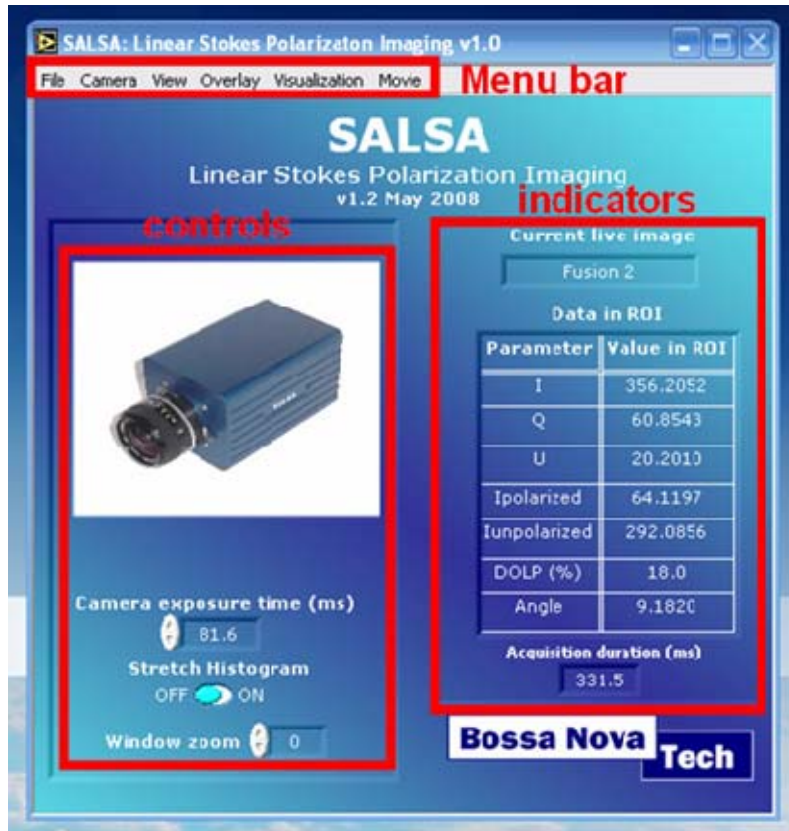 SALSA: Linear Stokes Polarizaton Imaging v1.0
File Camera View Overlay Visualization Movie
Menu bar
SALSA
Linear Stokes Polarization Imaging
v1.2 May 2008
controls
indicators
SALSA
Camera exposure time (ms)
81.6
Stretch Histogram
OFF ON
Window zoom 0
Current live image
Fusion 2
Data in ROI
Parameter Value in ROI
I 356.2052
Q 60.8543
U 20.2010
Ipolarized 64.1197
Iunpolarized 292.0856
DOLP (%) 18.0
Angle 9.1820
Acquisition duration (ms)
331.5
Bossa Nova
Tech